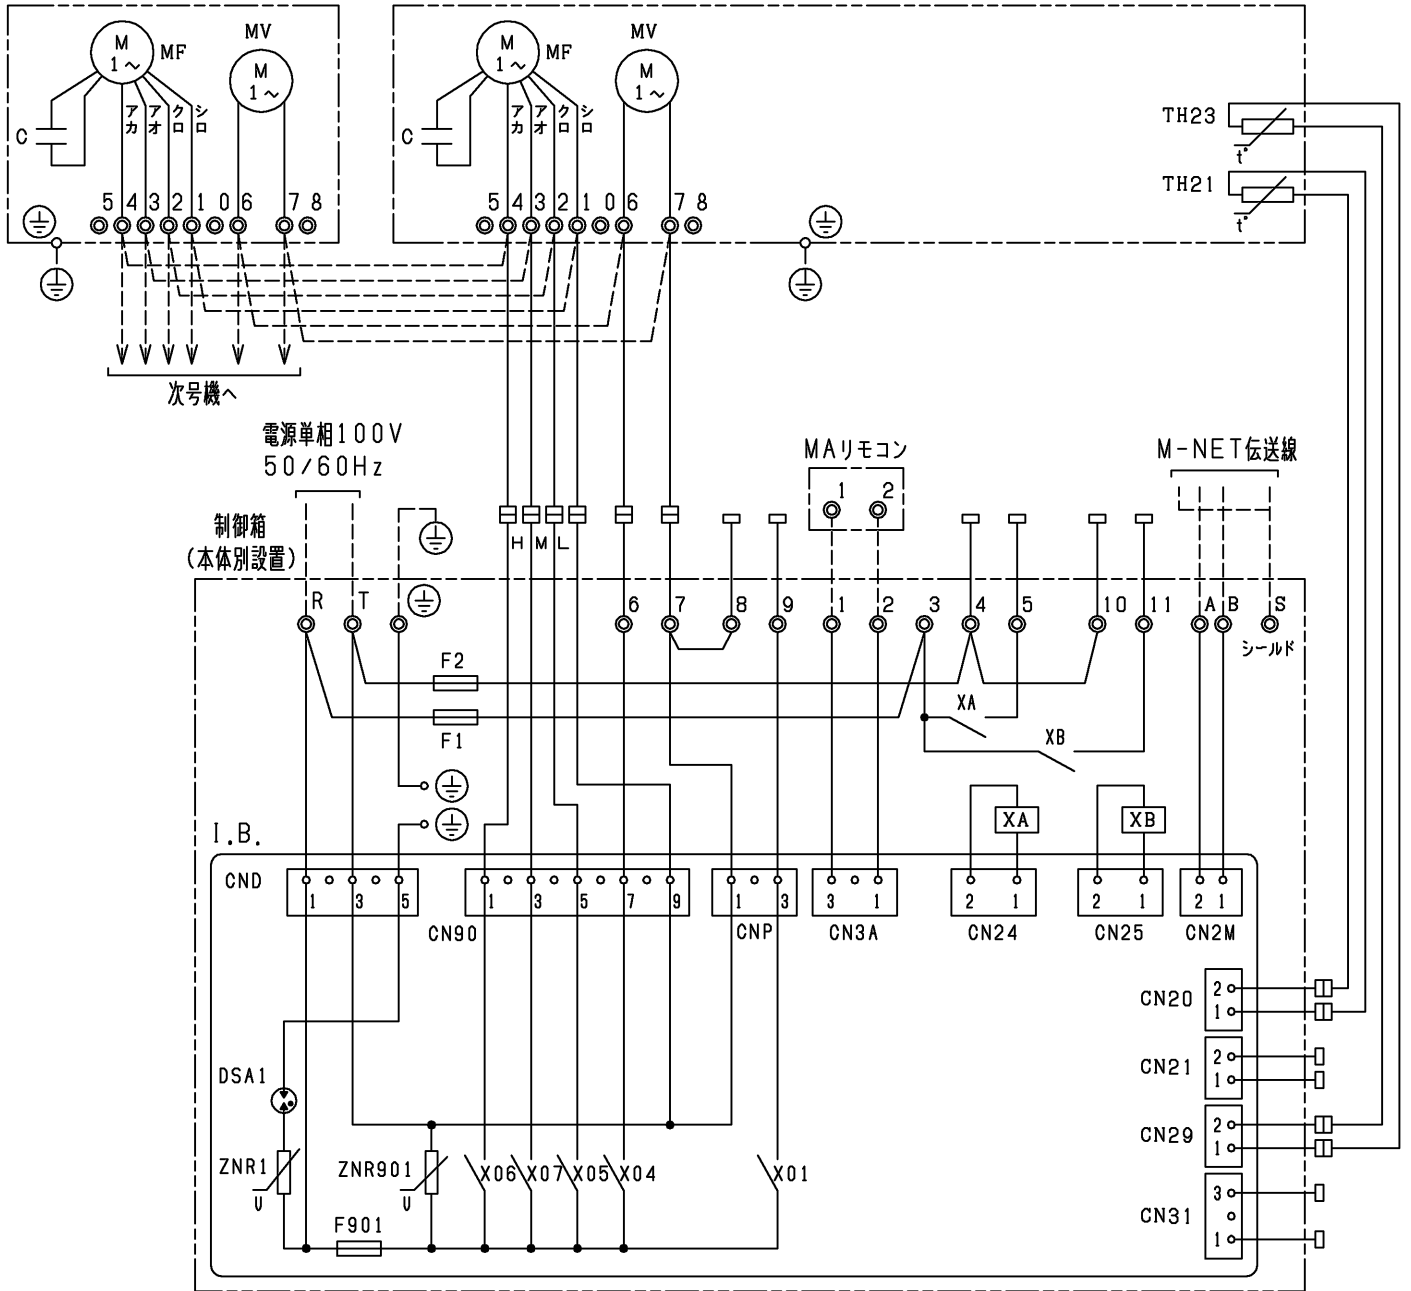 M
1~
MF
MV
M
1~
C
アカ
アオ
クロ
シロ
5 4 3 2 1 0 6 7 8
M
1~
MF
MV
M
1~
C
アカ
アオ
クロ
シロ
5 4 3 2 1 0 6 7 8
TH23
t°
TH21
t°
次号機へ
電源単相100V
50/60Hz
MAリモコン
1 2
M-NET伝送線
制御箱
(本体別設置)
H M L
R T
6 7 8 9 1 2 3 4 5 10 11 A B S
シールド
F2
F1
XA
XB
XA
XB
I.B.
CND
1 3 5
1 3 5 7 9
CN90
1 3
CNP
3 1
CN3A
2 1
CN24
2 1
CN25
2 1
CN2M
CN20
2
1
CN21
2
1
CN29
2
1
CN31
3
1
DSA1
ZNR1
U
ZNR901
U
X06 X07 X05 X04 X01
F901